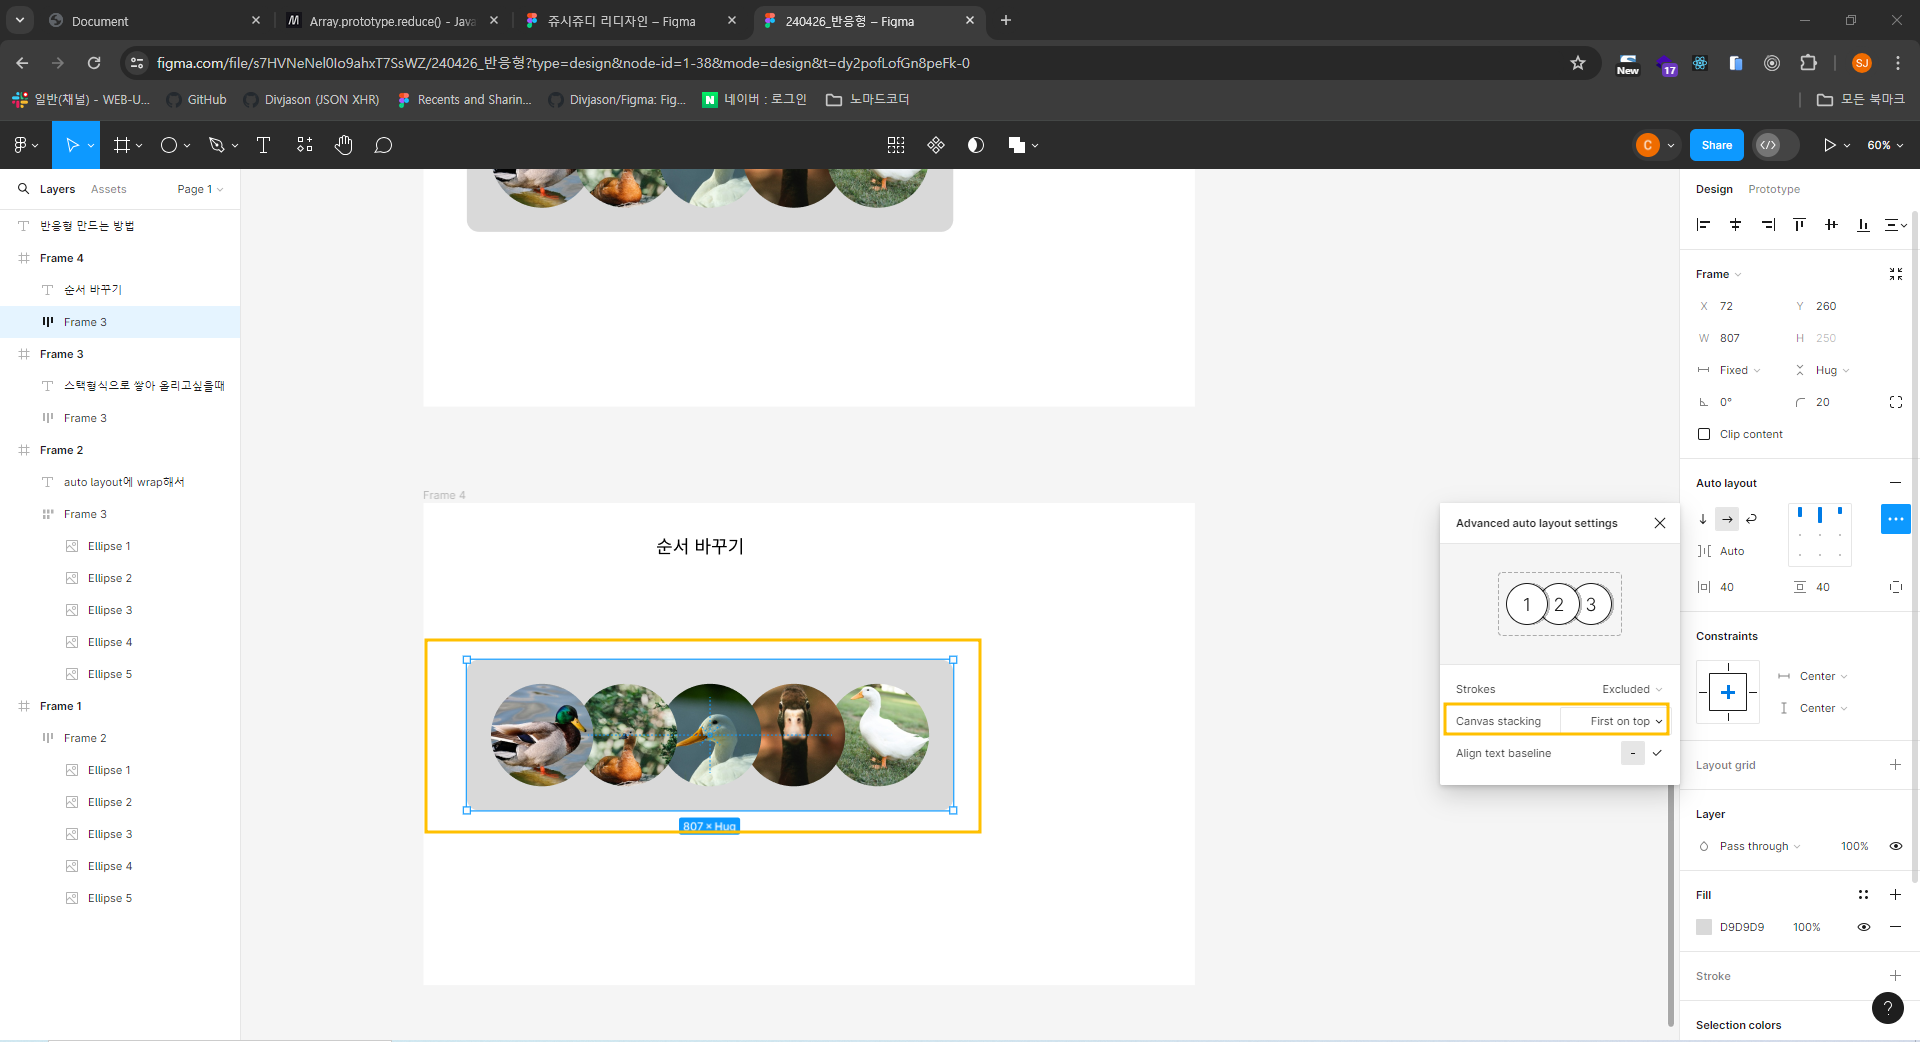 Document
Array.prototype.reduce() - Java
쥬시쥬디 리디자인 – Figma
240426_반응형 – Figma
figma.com/file/s7HVNeNel0Io9ahxT7SsWZ/240426_반응형?type=design&node-id=1-38&mode=design&t=dy2pofLofGn8peFk-0
New
17
SJ
일반(채널) - WEB-U...
GitHub
Divjason (JSON XHR)
Recents and Sharin...
Divjason/Figma: Fig...
N
네이버 : 로그인
노마드코더
모든 북마크
C
Share
60%
Layers
Assets
Page 1
반응형 만드는 방법
Frame 4
순서 바꾸기
Frame 3
Frame 3
스택형식으로 쌓아 올리고싶을때
Frame 3
Frame 2
auto layout에 wrap해서
Frame 3
Ellipse 1
Ellipse 2
Ellipse 3
Ellipse 4
Ellipse 5
Frame 1
Frame 2
Ellipse 1
Ellipse 2
Ellipse 3
Ellipse 4
Ellipse 5
Frame 4
순서 바꾸기
807 × Hug
Advanced auto layout settings
1 2 3
Strokes
Excluded
Canvas stacking
First on top
Align text baseline
-
Design
Prototype
Frame
X 72
Y 260
W 807
H 250
Fixed
Hug
0°
20
Clip content
Auto layout
Auto
40
40
Constraints
Center
Center
Layout grid
Layer
Pass through
100%
Fill
D9D9D9
100%
Stroke
?
Selection colors